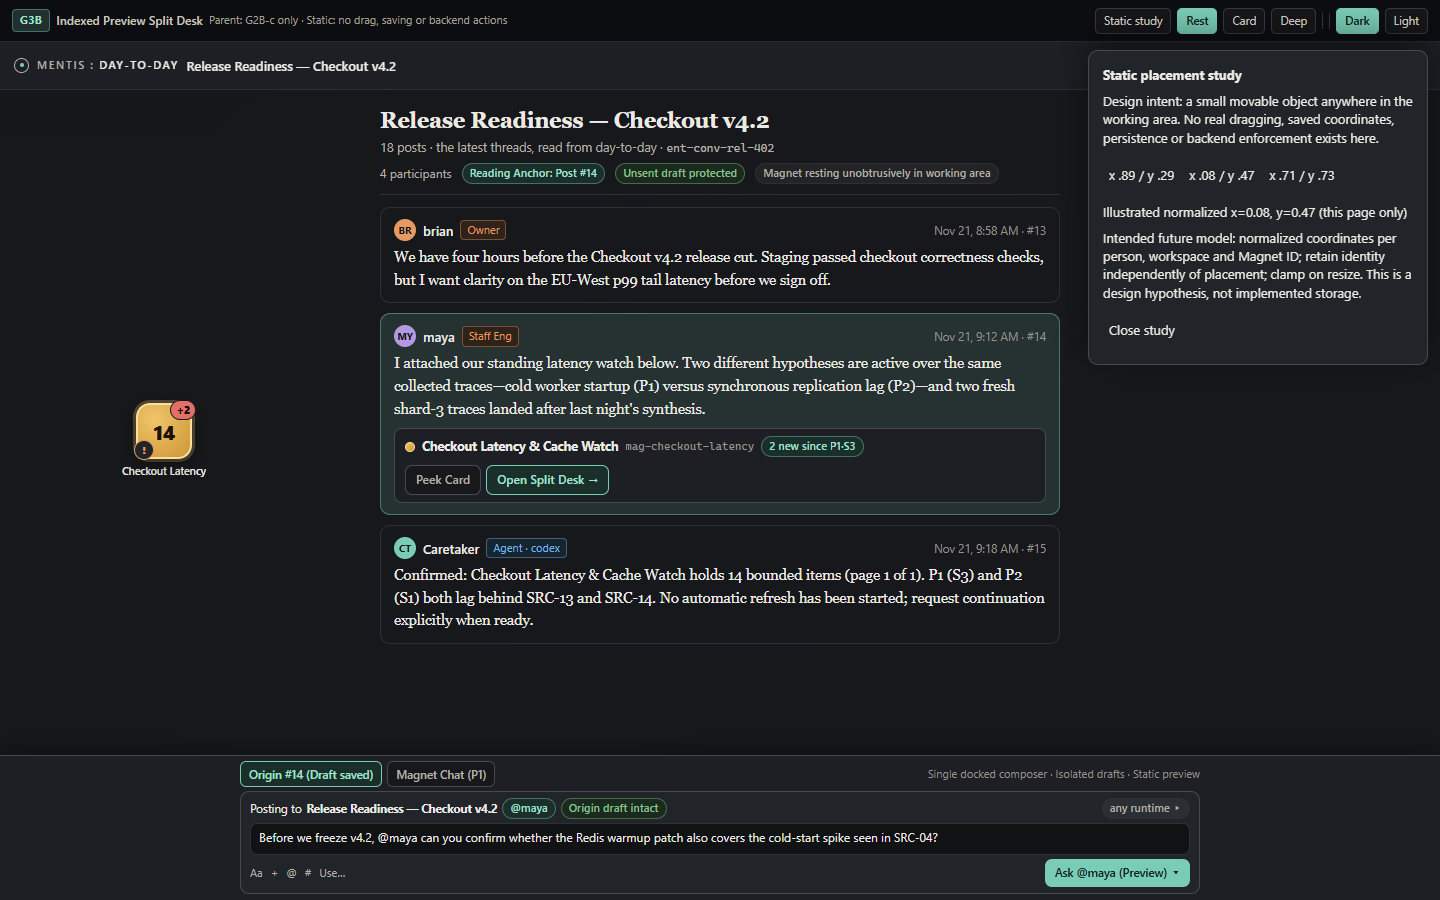 G3B Indexed Preview Split Desk Parent: G2B-c only · Static: no drag, saving or backend actions
Static study Rest Card Deep Dark Light
MENTIS : DAY-TO-DAY Release Readiness — Checkout v4.2
Static placement study
Design intent: a small movable object anywhere in the
working area. No real dragging, saved coordinates,
persistence or backend enforcement exists here.
x .89 / y .29 x .08 / y .47 x .71 / y .73
Illustrated normalized x=0.08, y=0.47 (this page only)
Intended future model: normalized coordinates per
person, workspace and Magnet ID; retain identity
independently of placement; clamp on resize. This is a
design hypothesis, not implemented storage.
Close study
Release Readiness — Checkout v4.2
18 posts · the latest threads, read from day-to-day · ent-conv-rel-402
4 participants Reading Anchor: Post #14 Unsent draft protected Magnet resting unobtrusively in working area
BR brian Owner Nov 21, 8:58 AM · #13
We have four hours before the Checkout v4.2 release cut. Staging passed checkout correctness checks,
but I want clarity on the EU-West p99 tail latency before we sign off.
MY maya Staff Eng Nov 21, 9:12 AM · #14
I attached our standing latency watch below. Two different hypotheses are active over the same
collected traces—cold worker startup (P1) versus synchronous replication lag (P2)—and two fresh
shard-3 traces landed after last night's synthesis.
Checkout Latency & Cache Watch mag-checkout-latency 2 new since P1·S3
Peek Card Open Split Desk →
+2
14
!
Checkout Latency
CT Caretaker Agent · codex Nov 21, 9:18 AM · #15
Confirmed: Checkout Latency & Cache Watch holds 14 bounded items (page 1 of 1). P1 (S3) and P2
(S1) both lag behind SRC-13 and SRC-14. No automatic refresh has been started; request continuation
explicitly when ready.
Origin #14 (Draft saved) Magnet Chat (P1) Single docked composer · Isolated drafts · Static preview
Posting to Release Readiness — Checkout v4.2 @maya Origin draft intact any runtime ▸
Before we freeze v4.2, @maya can you confirm whether the Redis warmup patch also covers the cold-start spike seen in SRC-04?
Aa + @ # Use... Ask @maya (Preview) ▾